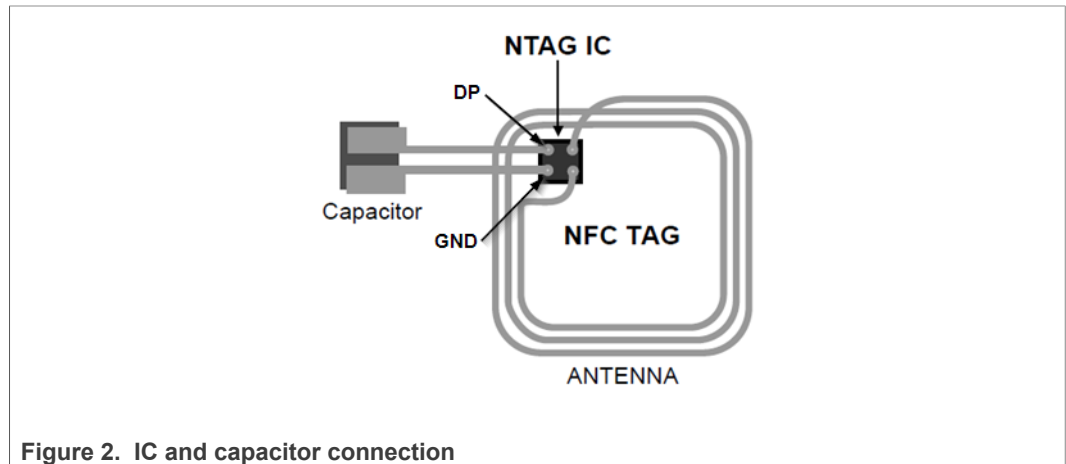 NTAG IC
DP
Capacitor
GND
NFC TAG
ANTENNA
Figure 2. IC and capacitor connection